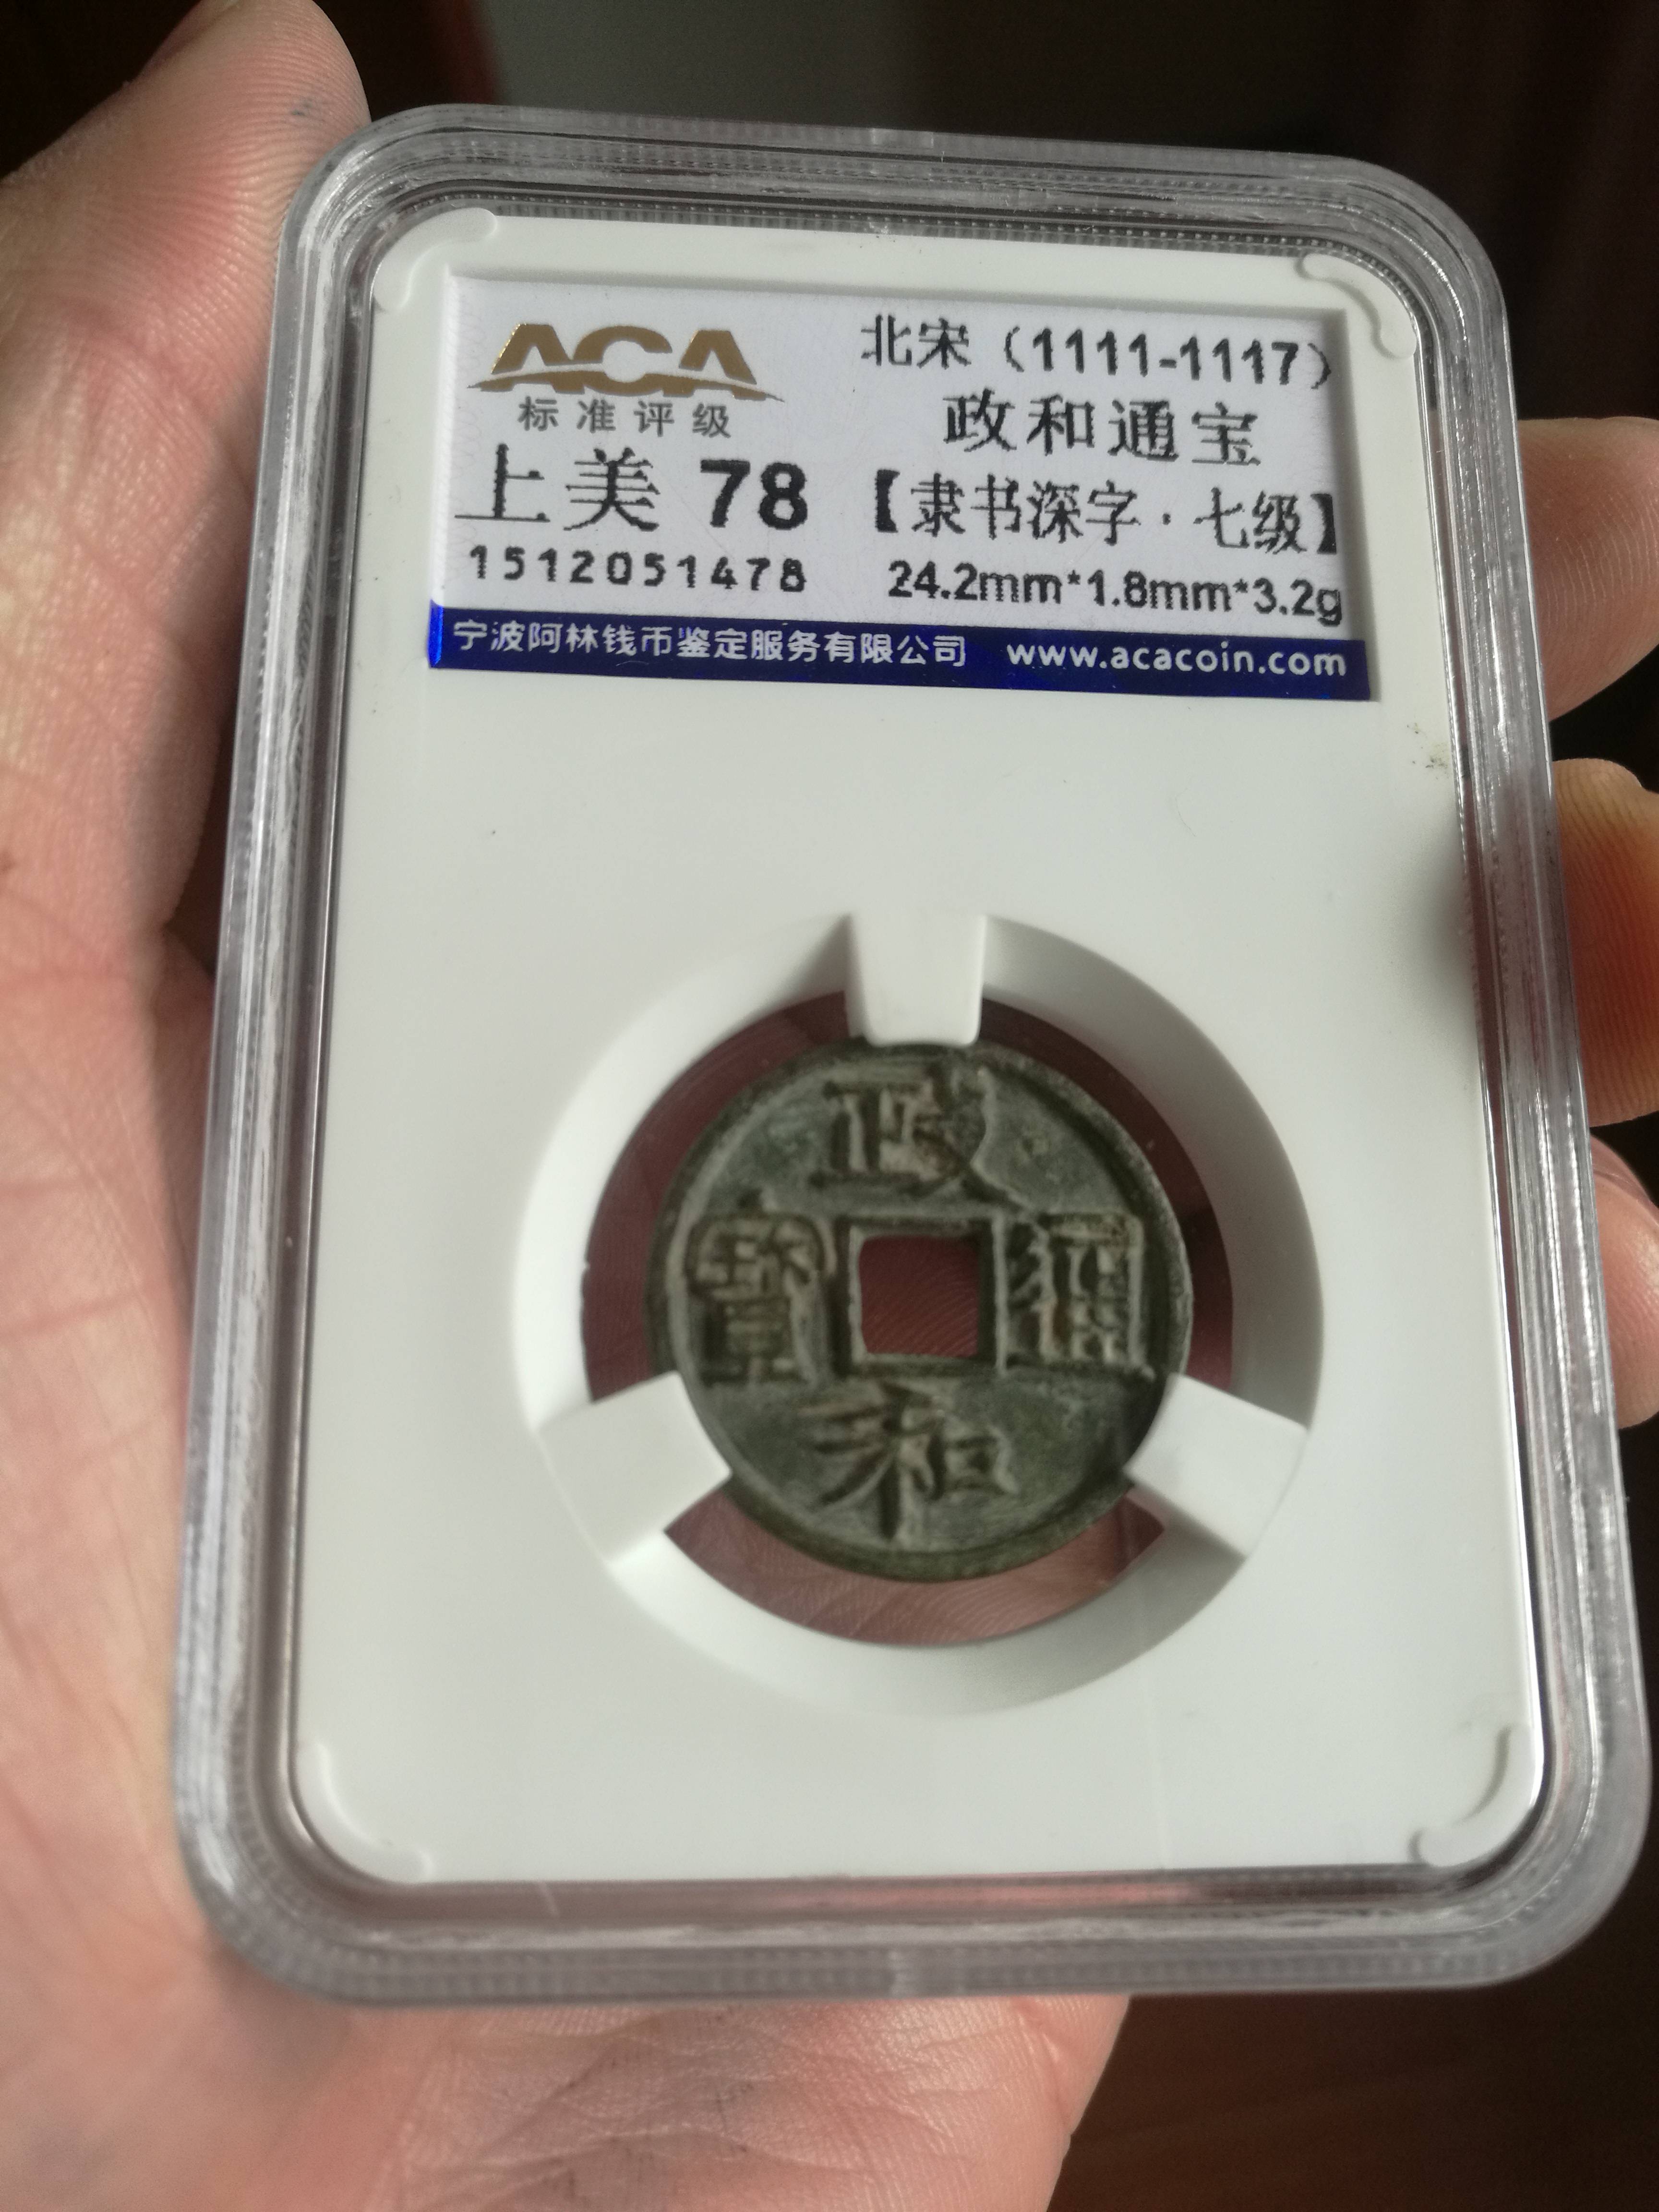 ACA
标准评级
上美 78
1512051478
北宋（1111-1117）
政和通宝
【隶书深字·七级】
24.2mm*1.8mm*3.2g
宁波阿林钱币鉴定服务有限公司 www.acacoin.com
政
寶 通
和